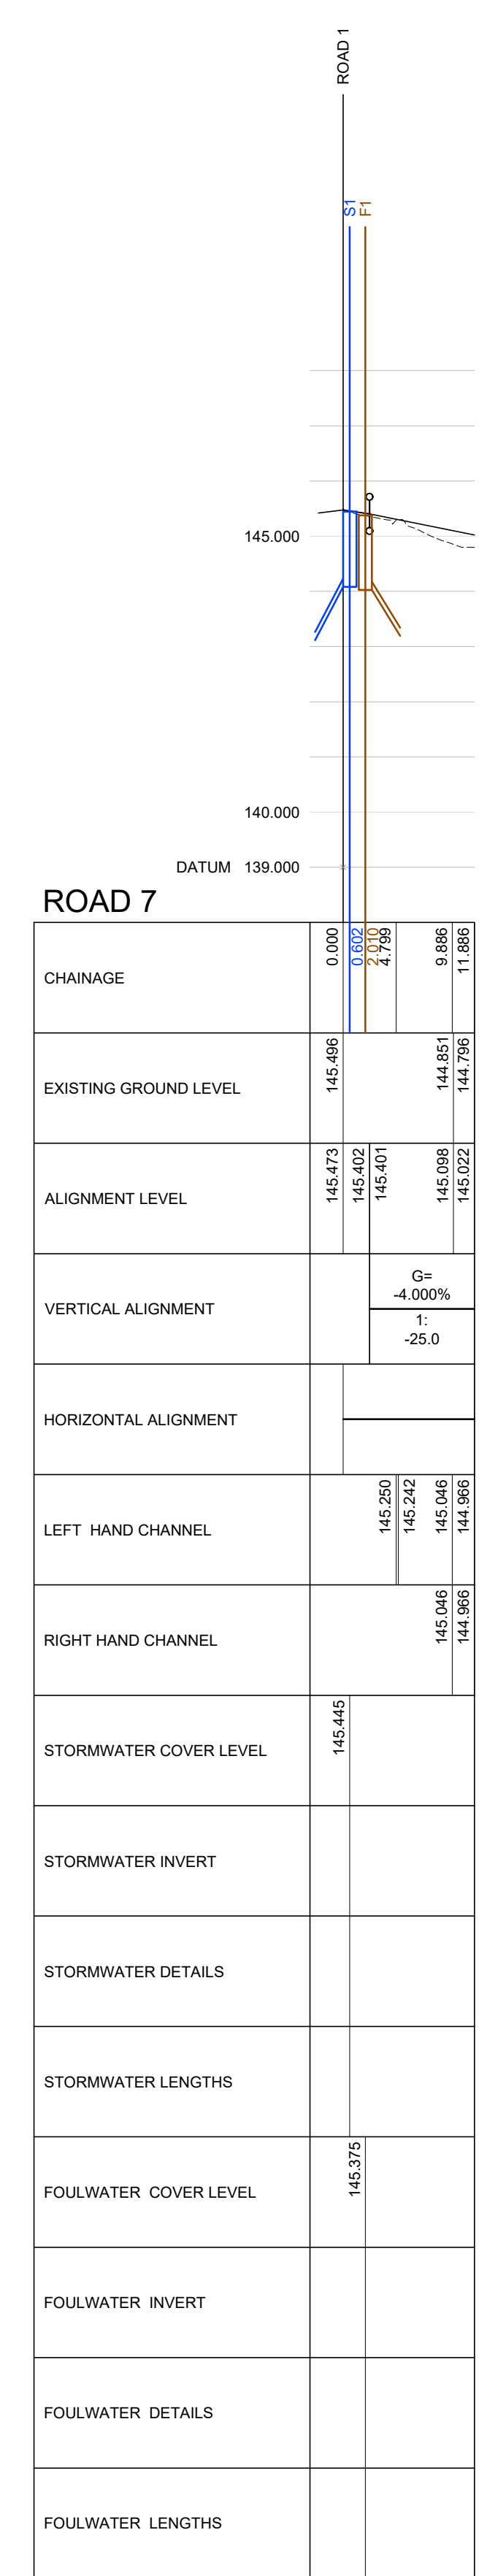 ROAD 1
S1
F1
145.000
140.000
DATUM 139.000
ROAD 7
CHAINAGE
0.000
0.602
2.010
4.799
9.886
11.886
EXISTING GROUND LEVEL
145.496
144.851
144.796
ALIGNMENT LEVEL
145.473
145.402
145.401
145.098
145.022
VERTICAL ALIGNMENT
G=
-4.000%
1:
-25.0
HORIZONTAL ALIGNMENT
LEFT HAND CHANNEL
145.250
145.242
145.046
144.966
RIGHT HAND CHANNEL
145.046
144.966
STORMWATER COVER LEVEL
145.445
STORMWATER INVERT
STORMWATER DETAILS
STORMWATER LENGTHS
FOULWATER COVER LEVEL
145.375
FOULWATER INVERT
FOULWATER DETAILS
FOULWATER LENGTHS